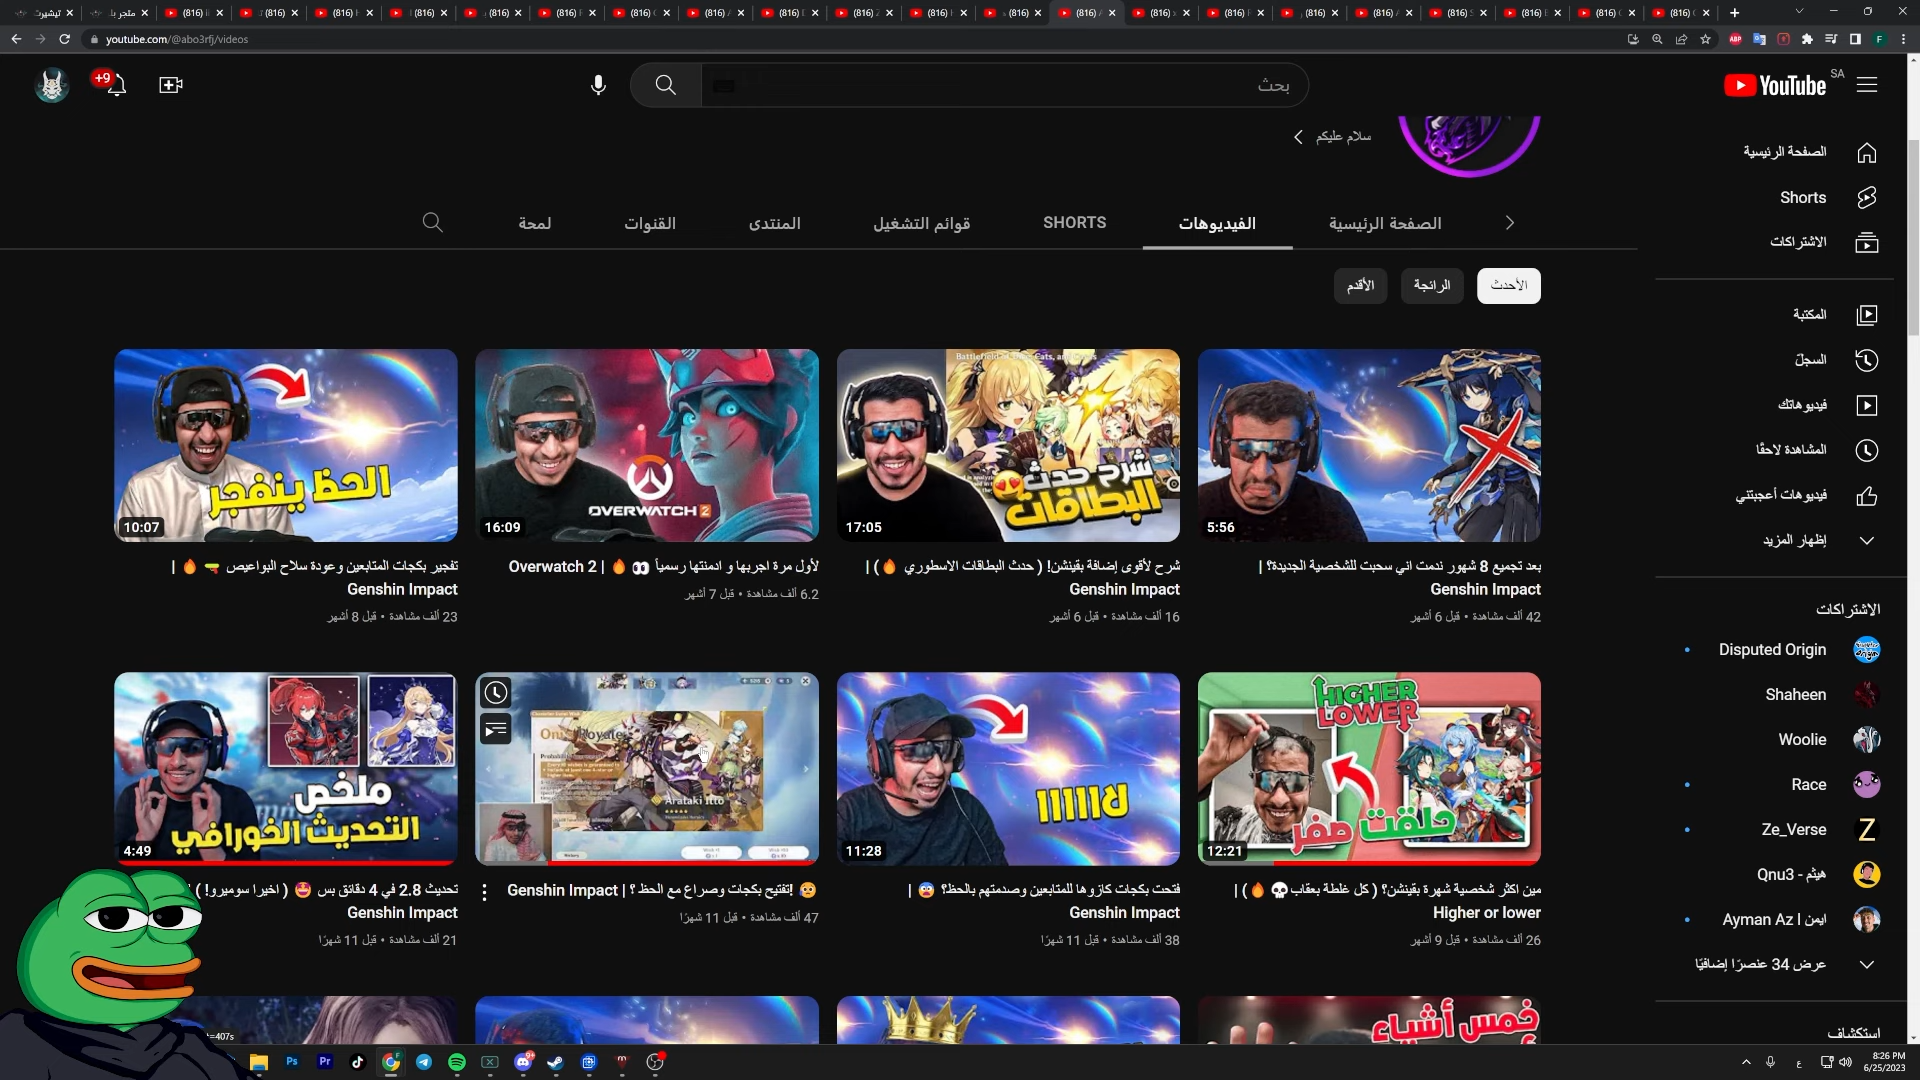 youtube.com/@abo3rfj/videos
+9
بحث
YouTube SA
سلام عليكم
الصفحة الرئيسية
الفيديوهات
SHORTS
قوائم التشغيل
المنتدى
القنوات
لمحة
الأحدث
الرائجة
الأقدم
الصفحة الرئيسية
Shorts
الاشتراكات
المكتبة
السجلّ
فيديوهاتك
المشاهدة لاحقًا
فيديوهات أعجبتني
إظهار المزيد
الاشتراكات
Disputed Origin
Shaheen
Woolie
Race
Ze_Verse
هيثم - Qnu3
ايمن Ayman Az l
عرض 34 عنصرًا إضافيًا
استكشاف
5:56
بعد تجميع 8 شهور ندمت اني سحبت للشخصية الجديدة؟ |
Genshin Impact
42 ألف مشاهدة • قبل 6 أشهر
شرح حدث
البطاقات
17:05
شرح لأقوى إضافة بقينشن! ( حدث البطاقات الاسطوري 🔥 ) |
Genshin Impact
16 ألف مشاهدة • قبل 6 أشهر
OVERWATCH 2
16:09
لأول مرة اجربها و ادمنتها رسمياً 👀 🔥 | Overwatch 2
6.2 ألف مشاهدة • قبل 7 أشهر
الحظ ينفجر
10:07
تفجير بكجات المتابعين وعودة سلاح البواعيص 🔫 🔥 |
Genshin Impact
23 ألف مشاهدة • قبل 8 أشهر
HIGHER
LOWER
حلقت صفر
12:21
مين اكثر شخصية شهرة بقينشن؟ ( كل غلطة بعقاب💀 🔥 ) |
Higher or lower
26 ألف مشاهدة • قبل 9 أشهر
11:28
فتحت بكجات كازوها للمتابعين وصدمتهم بالحظ؟ 😨 |
Genshin Impact
38 ألف مشاهدة • قبل 11 شهرًا
Arataki Itto
😥 !تفتيح بكجات وصراع مع الحظ ؟ | Genshin Impact
47 ألف مشاهدة • قبل 11 شهرًا
ملخص
التحديث الخورافي
4:49
تحديث 2.8 في 4 دقائق بس 🤩 ( اخيرا سوميرو! ) |
Genshin Impact
21 ألف مشاهدة • قبل 11 شهرًا
خمس أشياء
8:26 PM
6/25/2023